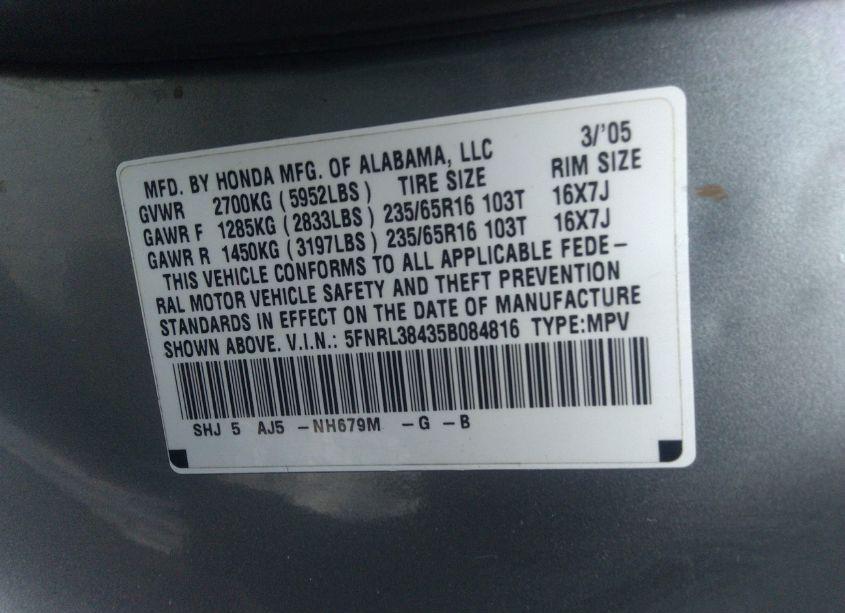 MFD. BY HONDA MFG. OF ALABAMA, LLC 3/'05
GVWR 2700KG ( 5952LBS ) TIRE SIZE RIM SIZE
GAWR F 1285KG ( 2833LBS ) 235/65R16 103T 16X7J
GAWR R 1450KG ( 3197LBS ) 235/65R16 103T 16X7J
THIS VEHICLE CONFORMS TO ALL APPLICABLE FEDE-
RAL MOTOR VEHICLE SAFETY AND THEFT PREVENTION
STANDARDS IN EFFECT ON THE DATE OF MANUFACTURE
SHOWN ABOVE. V.I.N.: 5FNRL38435B084816 TYPE:MPV
SHJ 5 AJ5 -NH679M -G -B